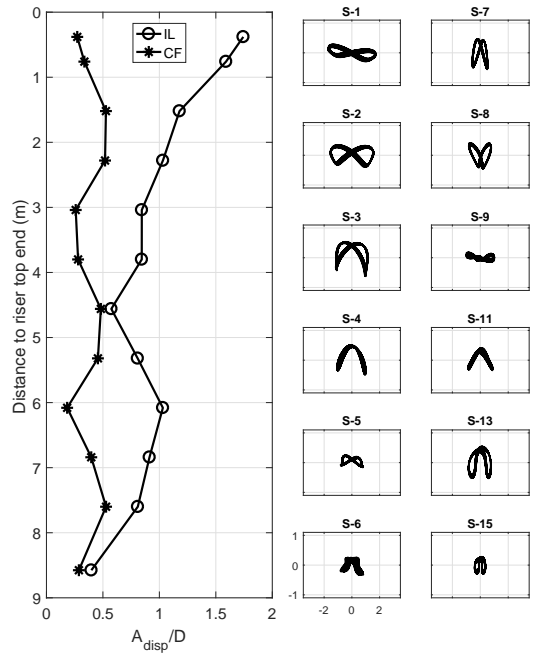 Distance to riser top end (m)
0
1
2
3
4
5
6
7
8
9
IL
CF
0 0.5 1 1.5 2
A_disp/D
S-1 S-7
S-2 S-8
S-3 S-9
S-4 S-11
S-5 S-13
S-6 S-15
1
0
-1
-2 0 2